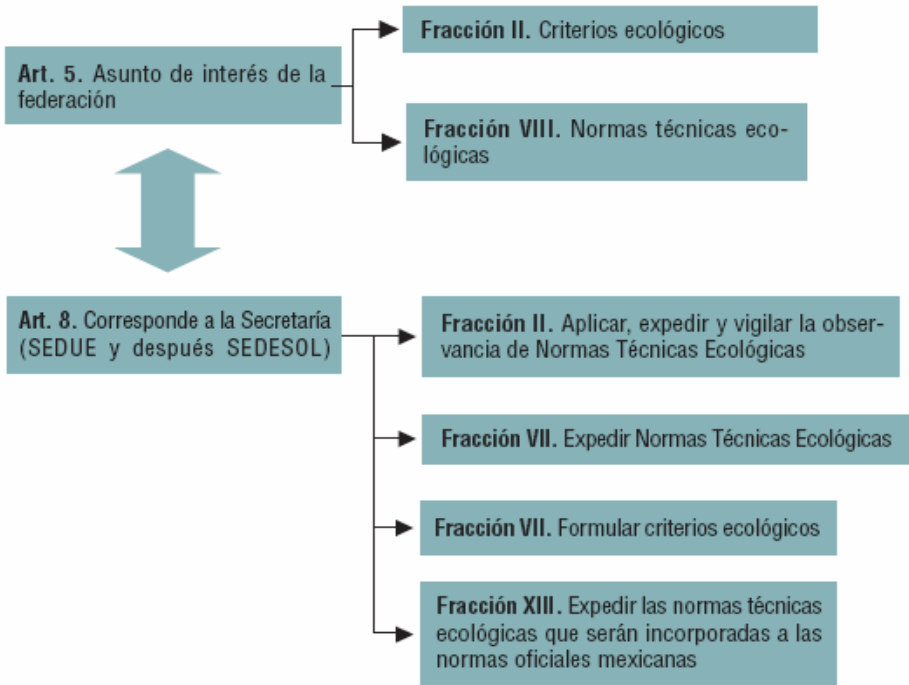 Fracción II. Criterios ecológicos
Art. 5. Asunto de interés de la
federación
Fracción VIII. Normas técnicas eco-
lógicas
Art. 8. Corresponde a la Secretaría
(SEDUE y después SEDESOL)
Fracción II. Aplicar, expedir y vigilar la obser-
vancia de Normas Técnicas Ecológicas
Fracción VII. Expedir Normas Técnicas Ecológicas
Fracción VII. Formular criterios ecológicos
Fracción XIII. Expedir las normas técnicas
ecológicas que serán incorporadas a las
normas oficiales mexicanas